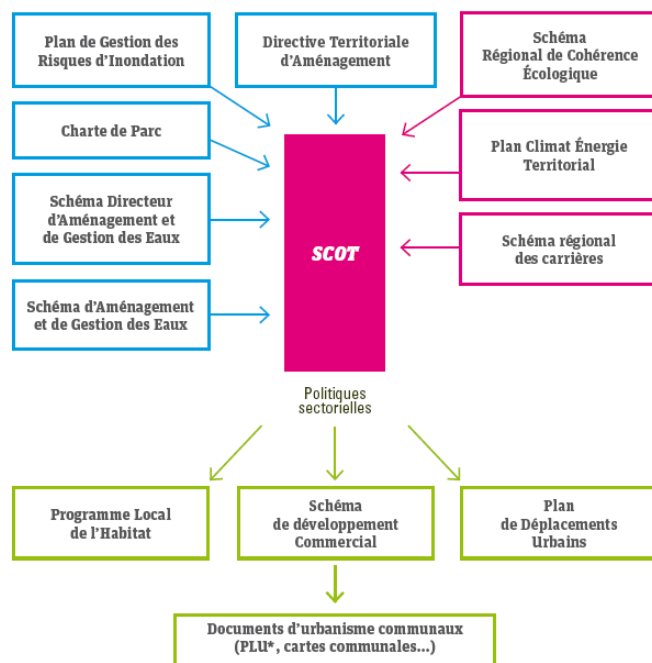 Plan de Gestion des
Risques d'Inondation
Directive Territoriale
d'Aménagement
Schéma
Régional de Cohérence
Écologique
Charte de Parc
Plan Climat Énergie
Territorial
Schéma Directeur
d'Aménagement et
de Gestion des Eaux
SCOT
Schéma régional
des carrières
Schéma d'Aménagement
et de Gestion des Eaux
Politiques
sectorielles
Programme Local
de l'Habitat
Schéma
de développement
Commercial
Plan
de Déplacements
Urbains
Documents d'urbanisme communaux
(PLU*, cartes communales...)